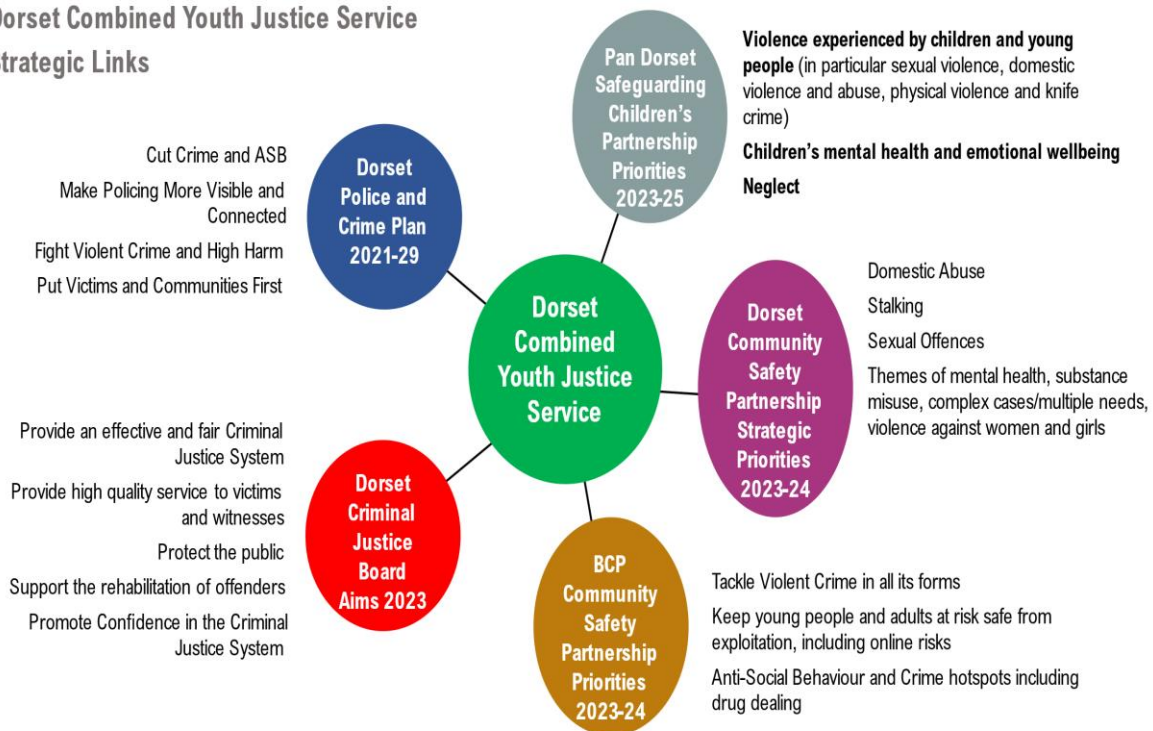 Dorset Combined Youth Justice Service
Strategic Links
Cut Crime and ASB
Make Policing More Visible and
Connected
Fight Violent Crime and High Harm
Put Victims and Communities First
Dorset
Police and
Crime Plan
2021-29
Pan Dorset
Safeguarding
Children's
Partnership
Priorities
2023-25
Violence experienced by children and young
people (in particular sexual violence, domestic
violence and abuse, physical violence and knife
crime)
Children's mental health and emotional wellbeing
Neglect
Dorset
Combined
Youth Justice
Service
Dorset
Community
Safety
Partnership
Strategic
Priorities
2023-24
Domestic Abuse
Stalking
Sexual Offences
Themes of mental health, substance
misuse, complex cases/multiple needs,
violence against women and girls
Provide an effective and fair Criminal
Justice System
Provide high quality service to victims
and witnesses
Protect the public
Support the rehabilitation of offenders
Promote Confidence in the Criminal
Justice System
Dorset
Criminal
Justice
Board
Aims 2023
BCP
Community
Safety
Partnership
Priorities
2023-24
Tackle Violent Crime in all its forms
Keep young people and adults at risk safe from
exploitation, including online risks
Anti-Social Behaviour and Crime hotspots including
drug dealing